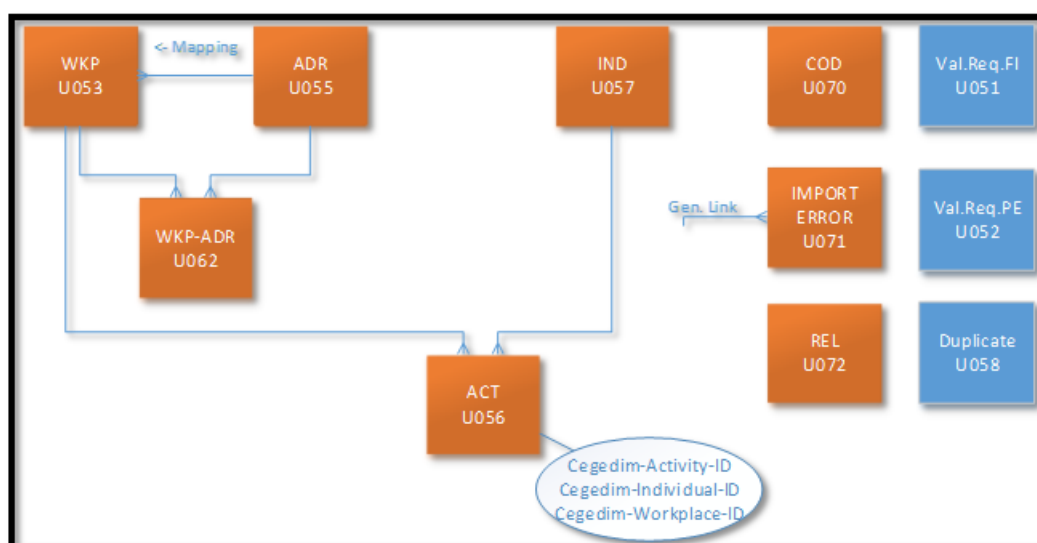 WKP
U053
<- Mapping
ADR
U055
IND
U057
COD
U070
Val.Req.FI
U051
WKP-ADR
U062
Gen. Link
IMPORT
ERROR
U071
Val.Req.PE
U052
REL
U072
Duplicate
U058
ACT
U056
Cegedim-Activity-ID
Cegedim-Individual-ID
Cegedim-Workplace-ID